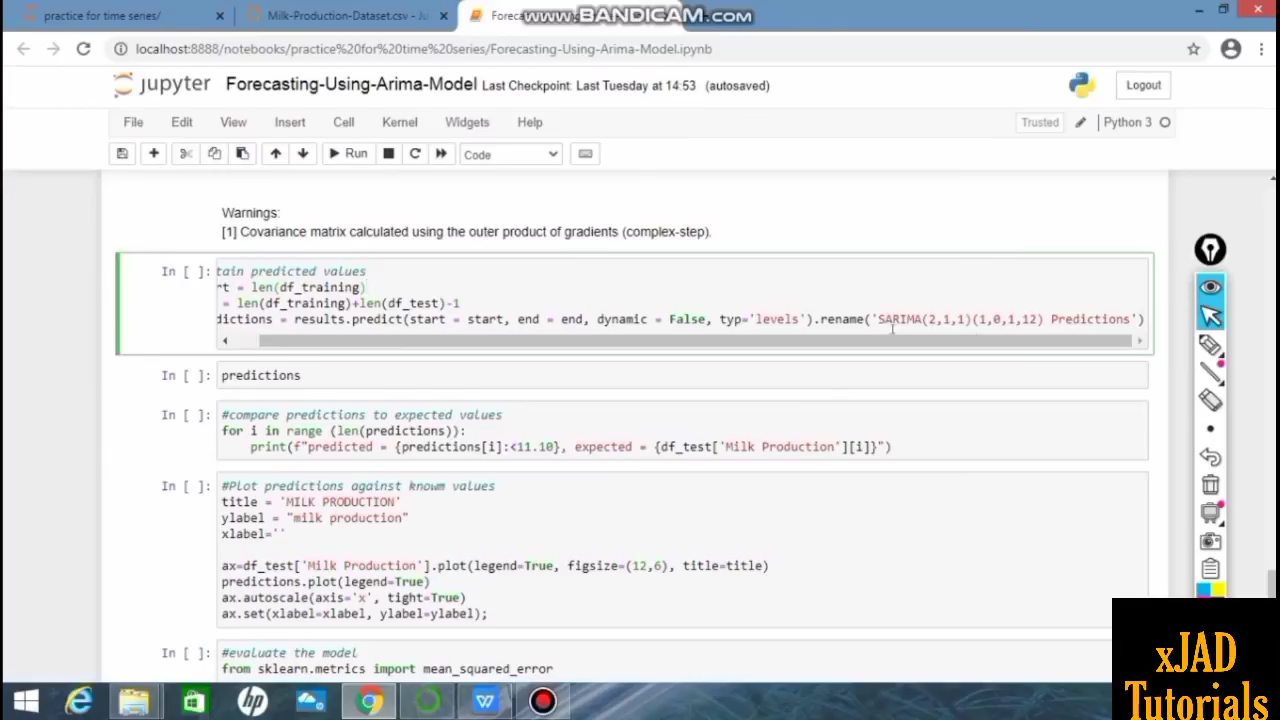 practice for time series/
Milk-Production-Dataset.csv - Ju
Foreca
www.BANDICAM.com
localhost:8888/notebooks/practice%20for%20time%20series/Forecasting-Using-Arima-Model.ipynb
jupyter Forecasting-Using-Arima-Model Last Checkpoint: Last Tuesday at 14:53 (autosaved)
Logout
File Edit View Insert Cell Kernel Widgets Help
Trusted
Python 3
Run
Code
Warnings:
[1] Covariance matrix calculated using the outer product of gradients (complex-step).
In [ ]: tain predicted values
rt = len(df_training)
= len(df_training)+len(df_test)-1
dictions = results.predict(start = start, end = end, dynamic = False, typ='levels').rename('SARIMA(2,1,1)(1,0,1,12) Predictions')
In [ ]: predictions
In [ ]: #compare predictions to expected values
for i in range (len(predictions)):
print(f"predicted = {predictions[i]:<11.10}, expected = {df_test['Milk Production'][i]}")
In [ ]: #Plot predictions against knowm values
title = 'MILK PRODUCTION'
ylabel = "milk production"
xlabel=''
ax=df_test['Milk Production'].plot(legend=True, figsize=(12,6), title=title)
predictions.plot(legend=True)
ax.autoscale(axis='x', tight=True)
ax.set(xlabel=xlabel, ylabel=ylabel);
In [ ]: #evaluate the model
from sklearn.metrics import mean_squared_error
xJAD
Tutorials